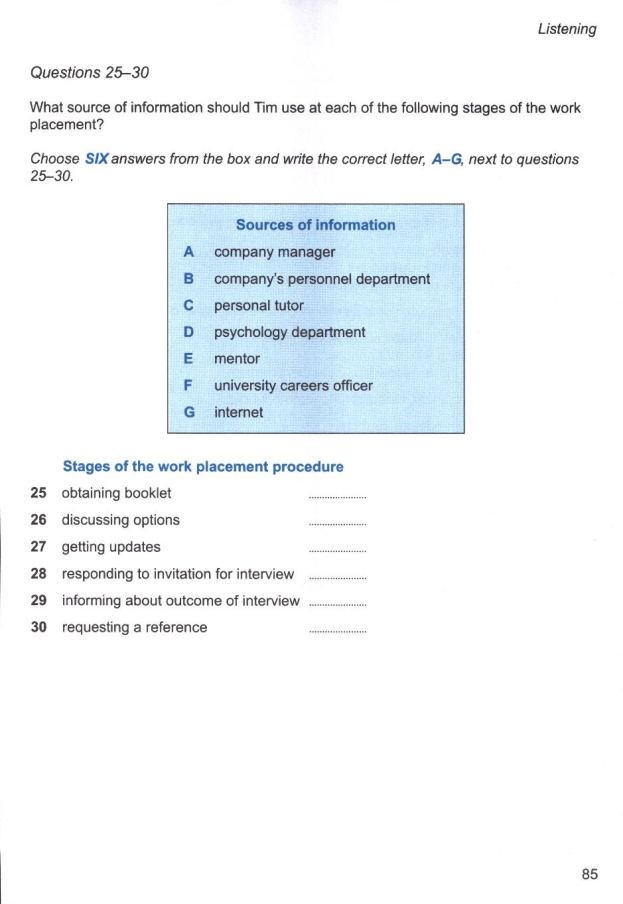 Listening
Questions 25–30
What source of information should Tim use at each of the following stages of the work
placement?
Choose SIX answers from the box and write the correct letter, A–G, next to questions
25–30.
Sources of information
A company manager
B company's personnel department
C personal tutor
D psychology department
E mentor
F university careers officer
G internet
Stages of the work placement procedure
25 obtaining booklet ......................
26 discussing options ......................
27 getting updates ......................
28 responding to invitation for interview ......................
29 informing about outcome of interview ......................
30 requesting a reference ......................
85